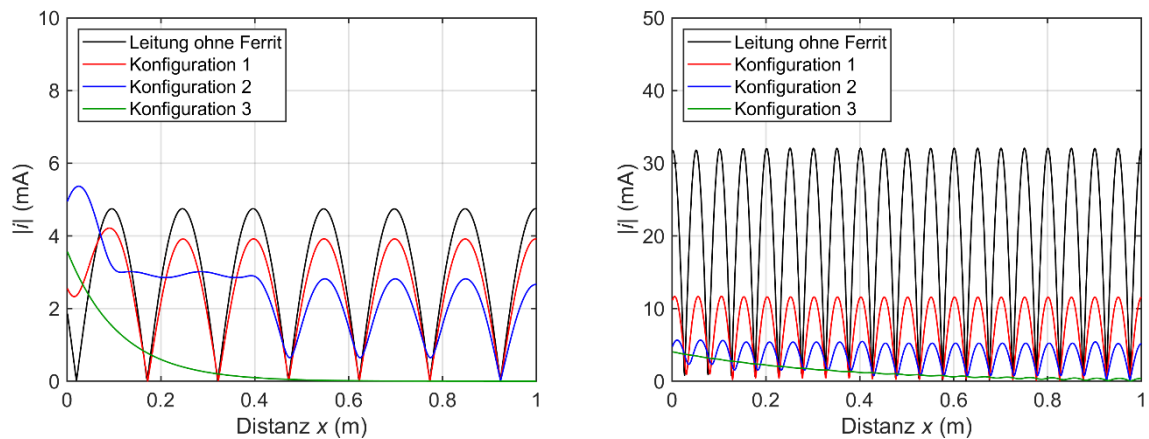 10
8
6
4
2
0
|i| (mA)
Leitung ohne Ferrit
Konfiguration 1
Konfiguration 2
Konfiguration 3
0 0.2 0.4 0.6 0.8 1
Distanz x (m)
50
40
30
20
10
0
|i| (mA)
Leitung ohne Ferrit
Konfiguration 1
Konfiguration 2
Konfiguration 3
0 0.2 0.4 0.6 0.8 1
Distanz x (m)